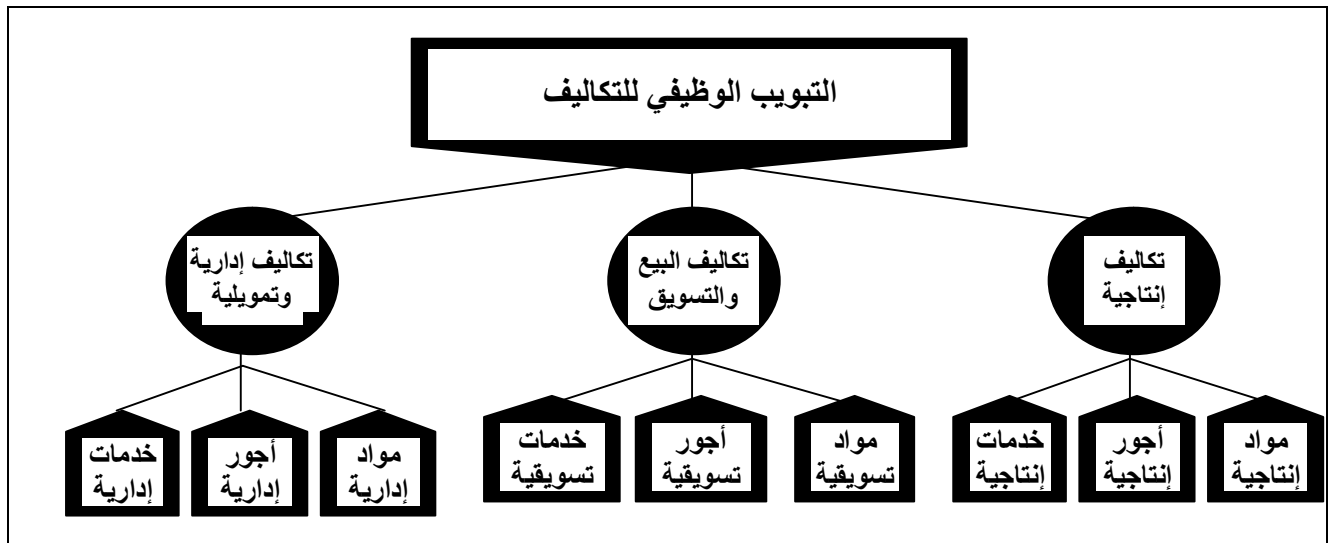 التبويب الوظيفي للتكاليف
تكاليف
إنتاجية
تكاليف البيع
والتسويق
تكاليف إدارية
وتمويلية
مواد
إنتاجية
أجور
إنتاجية
خدمات
إنتاجية
مواد
تسويقية
أجور
تسويقية
خدمات
تسويقية
مواد
إدارية
أجور
إدارية
خدمات
إدارية